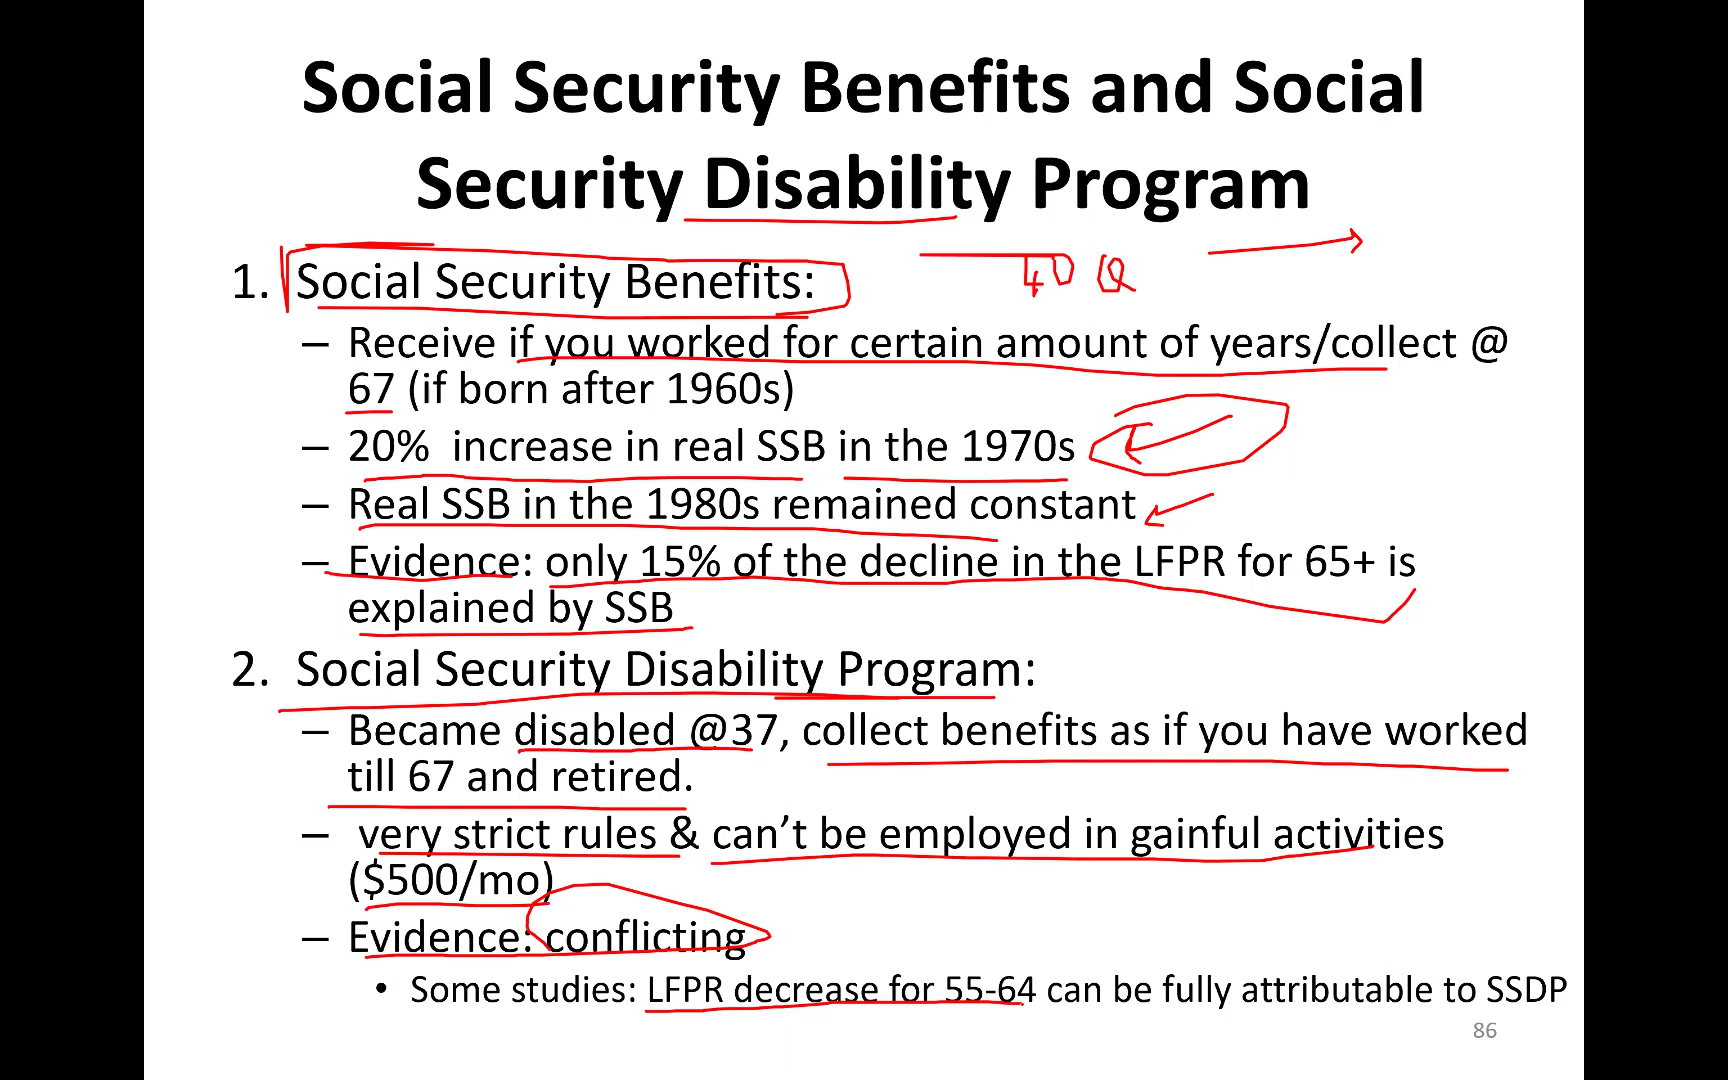 Social Security Benefits and Social
Security Disability Program
40 Q
1. Social Security Benefits:
– Receive if you worked for certain amount of years/collect @
67 (if born after 1960s)
– 20% increase in real SSB in the 1970s
– Real SSB in the 1980s remained constant
– Evidence: only 15% of the decline in the LFPR for 65+ is
explained by SSB
2. Social Security Disability Program:
– Became disabled @37, collect benefits as if you have worked
till 67 and retired.
– very strict rules & can’t be employed in gainful activities
($500/mo)
– Evidence: conflicting
• Some studies: LFPR decrease for 55-64 can be fully attributable to SSDP
86